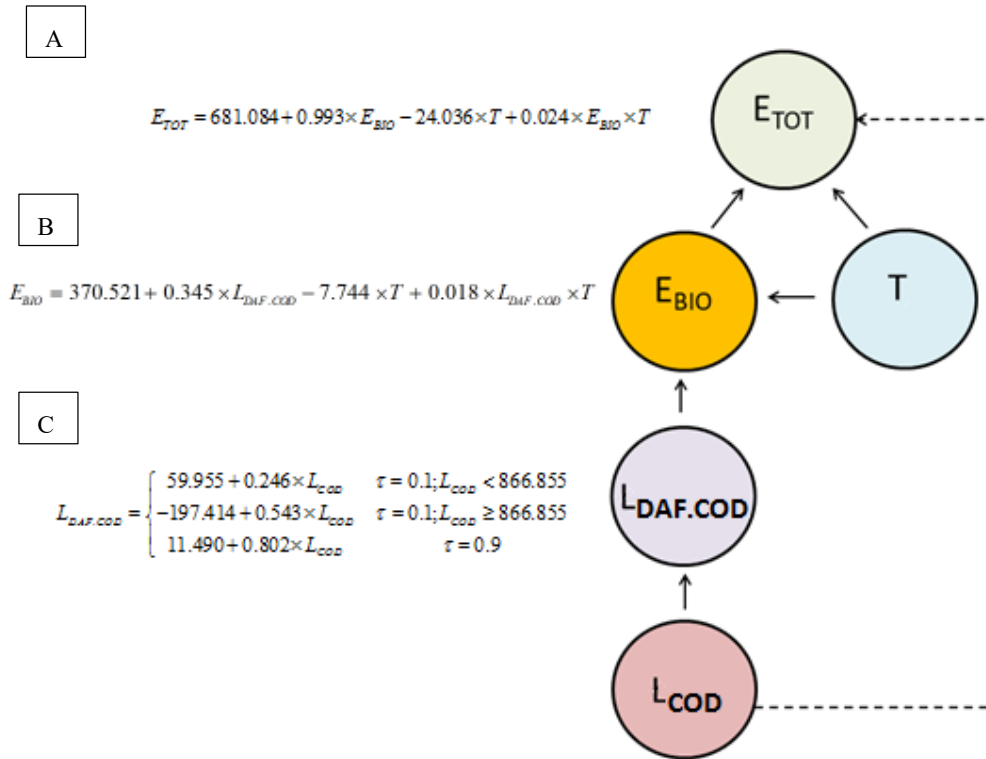 A
E_TOT = 681.084 + 0.993 × E_BIO − 24.036 × T + 0.024 × E_BIO × T
E_TOT
B
E_BIO = 370.521 + 0.345 × L_DAF.COD − 7.744 × T + 0.018 × L_DAF.COD × T
E_BIO
T
C
L_DAF.COD = { 59.955 + 0.246 × L_COD τ = 0.1; L_COD < 866.855
−197.414 + 0.543 × L_COD τ = 0.1; L_COD ≥ 866.855
11.490 + 0.802 × L_COD τ = 0.9
L_DAF.COD
L_COD